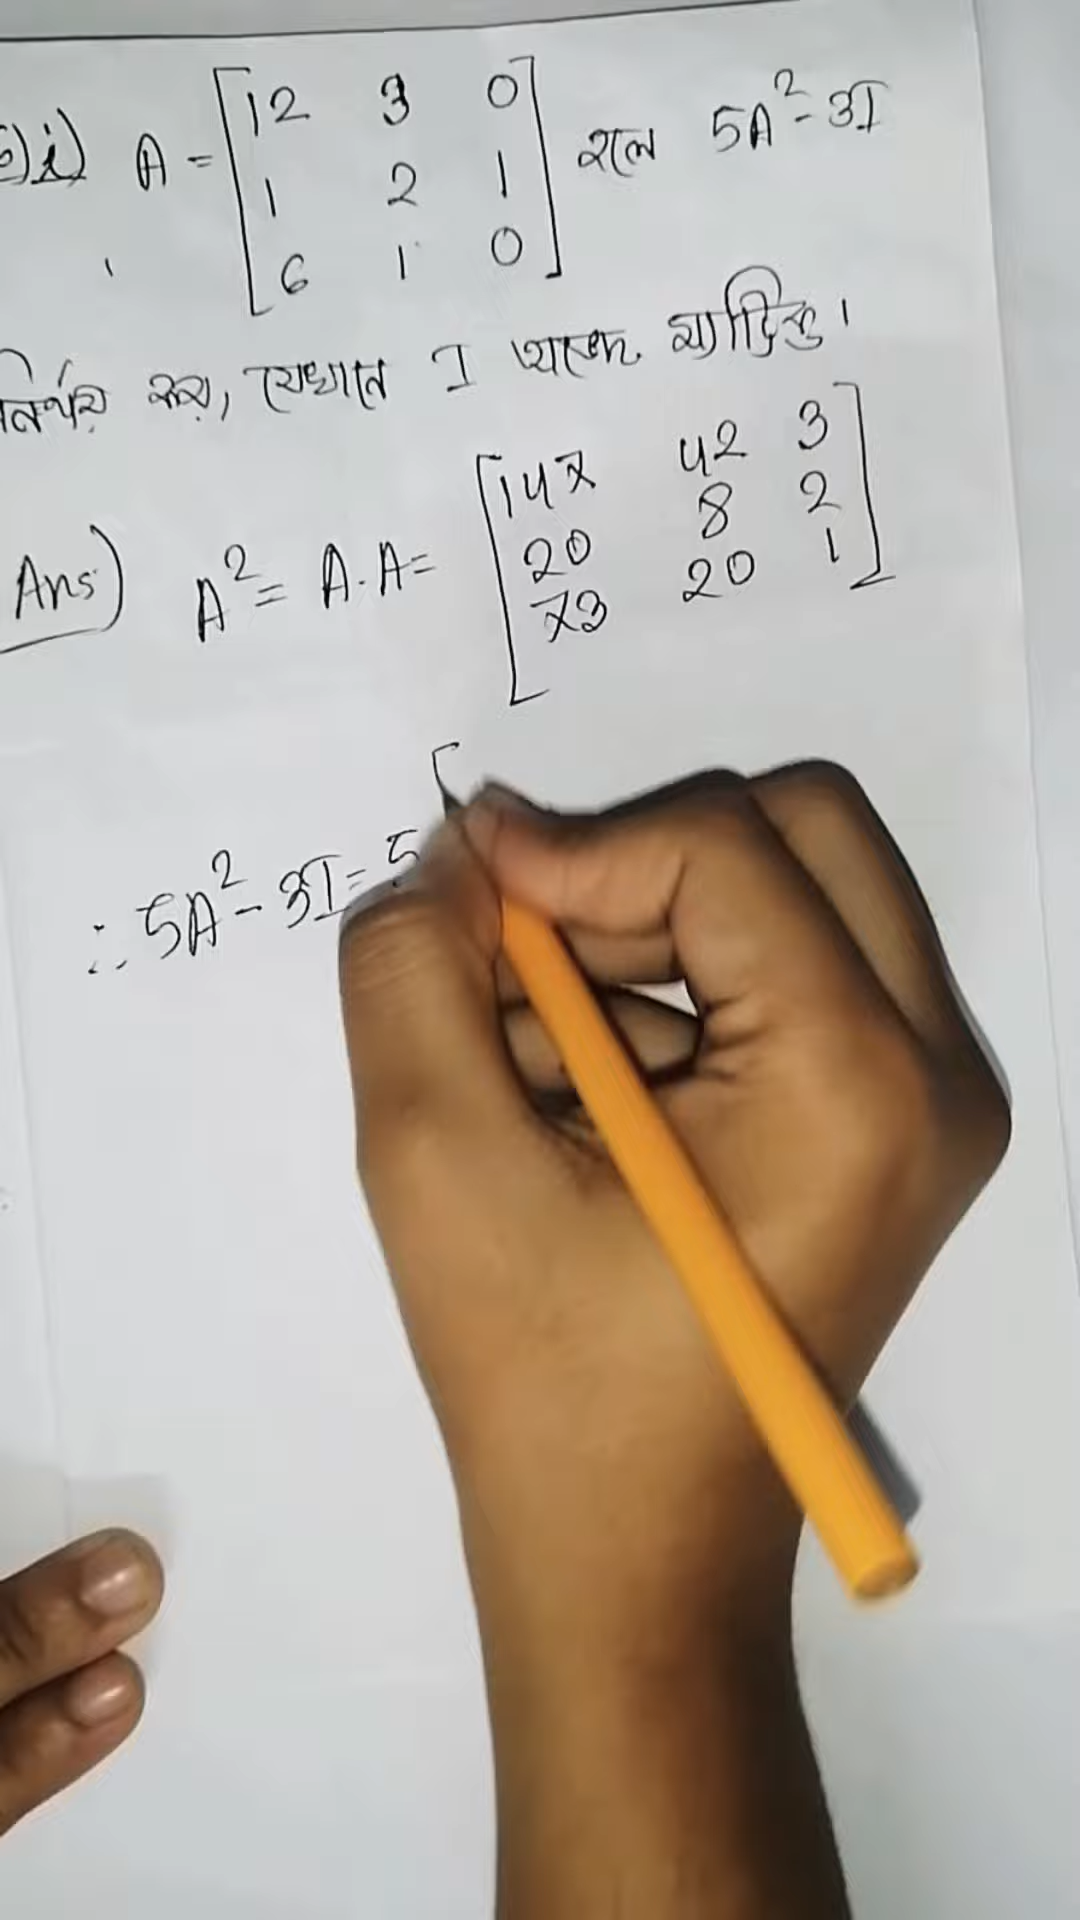 i) A = [12 3 0 হলে 5A² - 3I
1 2 1
6 1 0]
নির্ণয় কর, যেখানে I অভেদ ম্যাট্রিক্স।
Ans) A² = A.A = [147 42 3
20 8 2
73 20 1]
∴ 5A² - 3I = 5 [